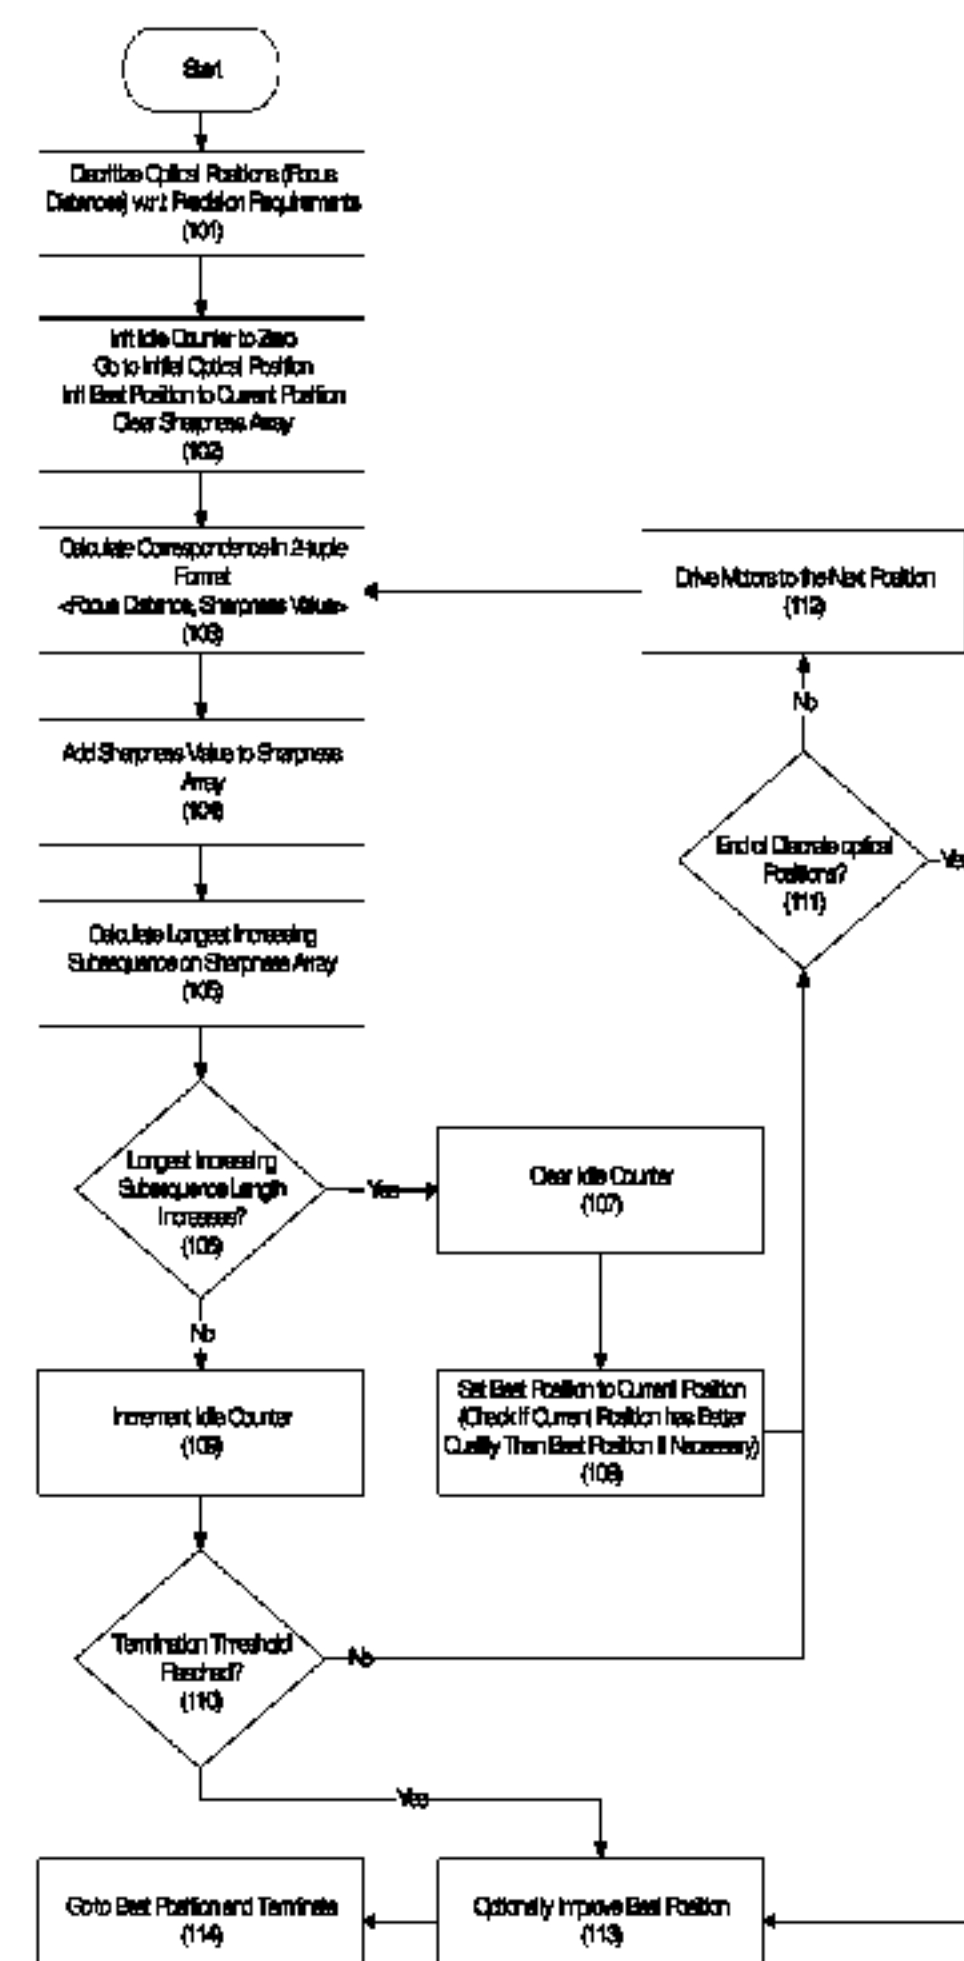 Start
Discritize Optical Positions (Focus
Distances) w.r.t Precision Requirements
(101)
Init Idle Counter to Zero
Go to Initial Optical Position
Init Best Position to Current Position
Clear Sharpness Array
(102)
Calculate Correspondence in 2-tuple
Format
<Focus Distance, Sharpness Value>
(103)
Drive Motors to the Next Position
(112)
No
Add Sharpness Value to Sharpness
Array
(104)
End of Discrete optical
Positions?
(111)
Yes
Calculate Longest Increasing
Subsequence on Sharpness Array
(105)
Longest Increasing
Subsequence Length
Increases?
(106)
Yes
Clear Idle Counter
(107)
No
Increment Idle Counter
(109)
Set Best Position to Current Position
(Check if Current Position has Better
Quality Than Best Position If Necessary)
(108)
Termination Threshold
Reached?
(110)
No
Yes
Go to Best Position and Terminate
(114)
Optionally Improve Best Position
(113)